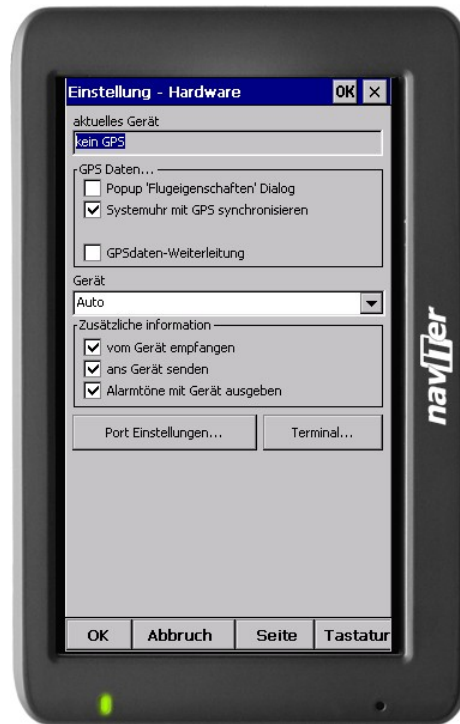 Einstellung - Hardware OK ×
aktuelles Gerät
kein GPS
GPS Daten...
Popup 'Flugeigenschaften' Dialog
Systemuhr mit GPS synchronisieren
GPSdaten-Weiterleitung
Gerät
Auto
Zusätzliche information
vom Gerät empfangen
ans Gerät senden
Alarmtöne mit Gerät ausgeben
Port Einstellungen... Terminal...
OK Abbruch Seite Tastatur
naviter